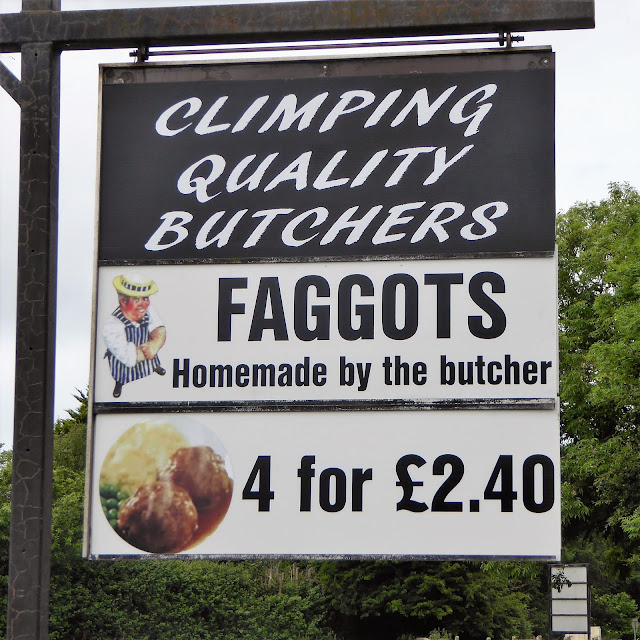 CLIMPING
QUALITY
BUTCHERS
FAGGOTS
Homemade by the butcher
4 for £2.40